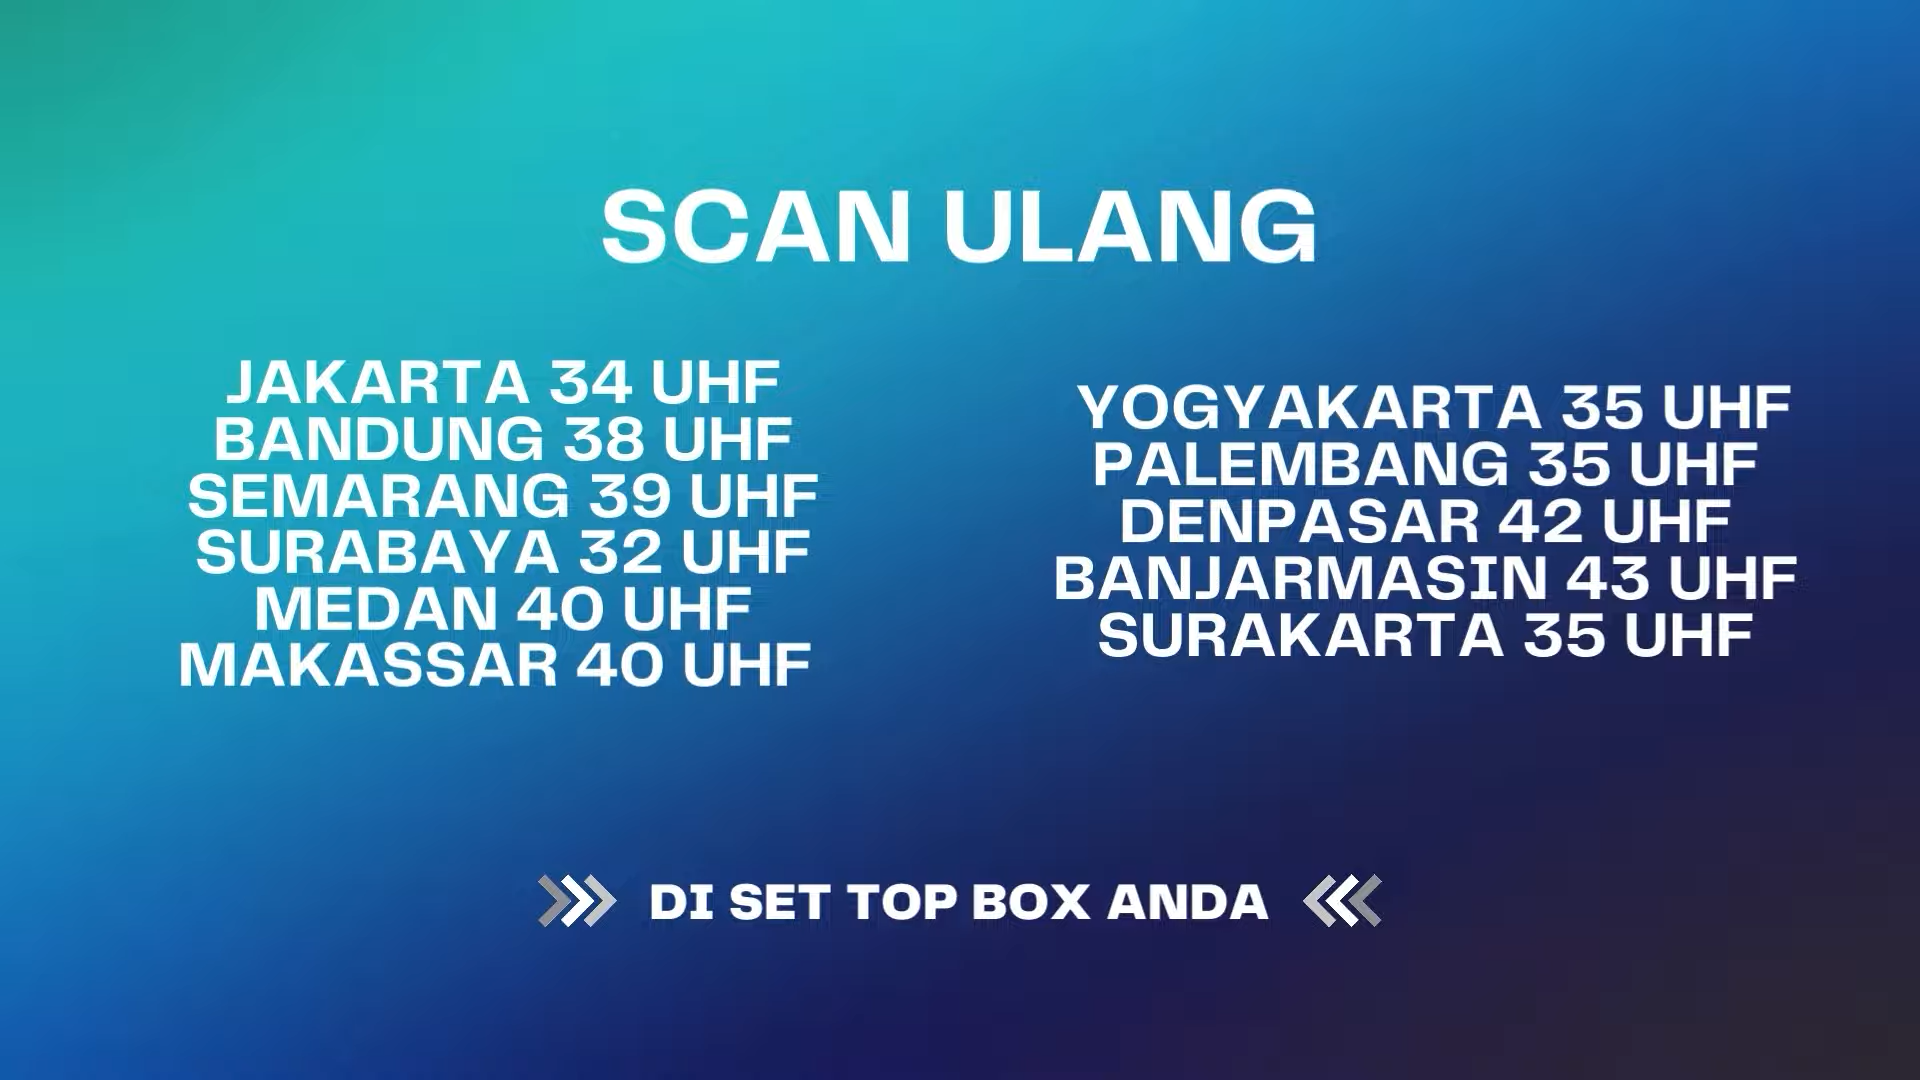 SCAN ULANG
JAKARTA 34 UHF
BANDUNG 38 UHF
SEMARANG 39 UHF
SURABAYA 32 UHF
MEDAN 40 UHF
MAKASSAR 40 UHF
YOGYAKARTA 35 UHF
PALEMBANG 35 UHF
DENPASAR 42 UHF
BANJARMASIN 43 UHF
SURAKARTA 35 UHF
DI SET TOP BOX ANDA